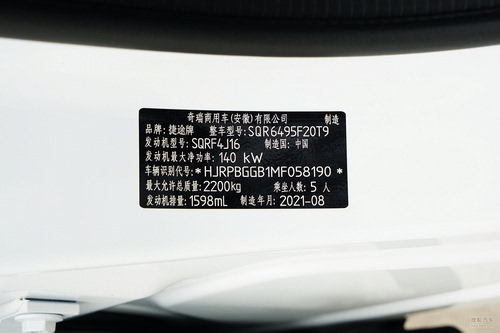 奇瑞商用车(安徽)有限公司 制造
品牌:捷途牌 整车型号:SQR6495F20T9
发动机型号:SQRF4J16 制造国:中国
发动机最大净功率:140 kW
车辆识别代号:*HJRPBGGB1MF058190*
最大允许总质量:2200kg 乘坐人数:5 人
发动机排量:1598mL 制造年月:2021-08